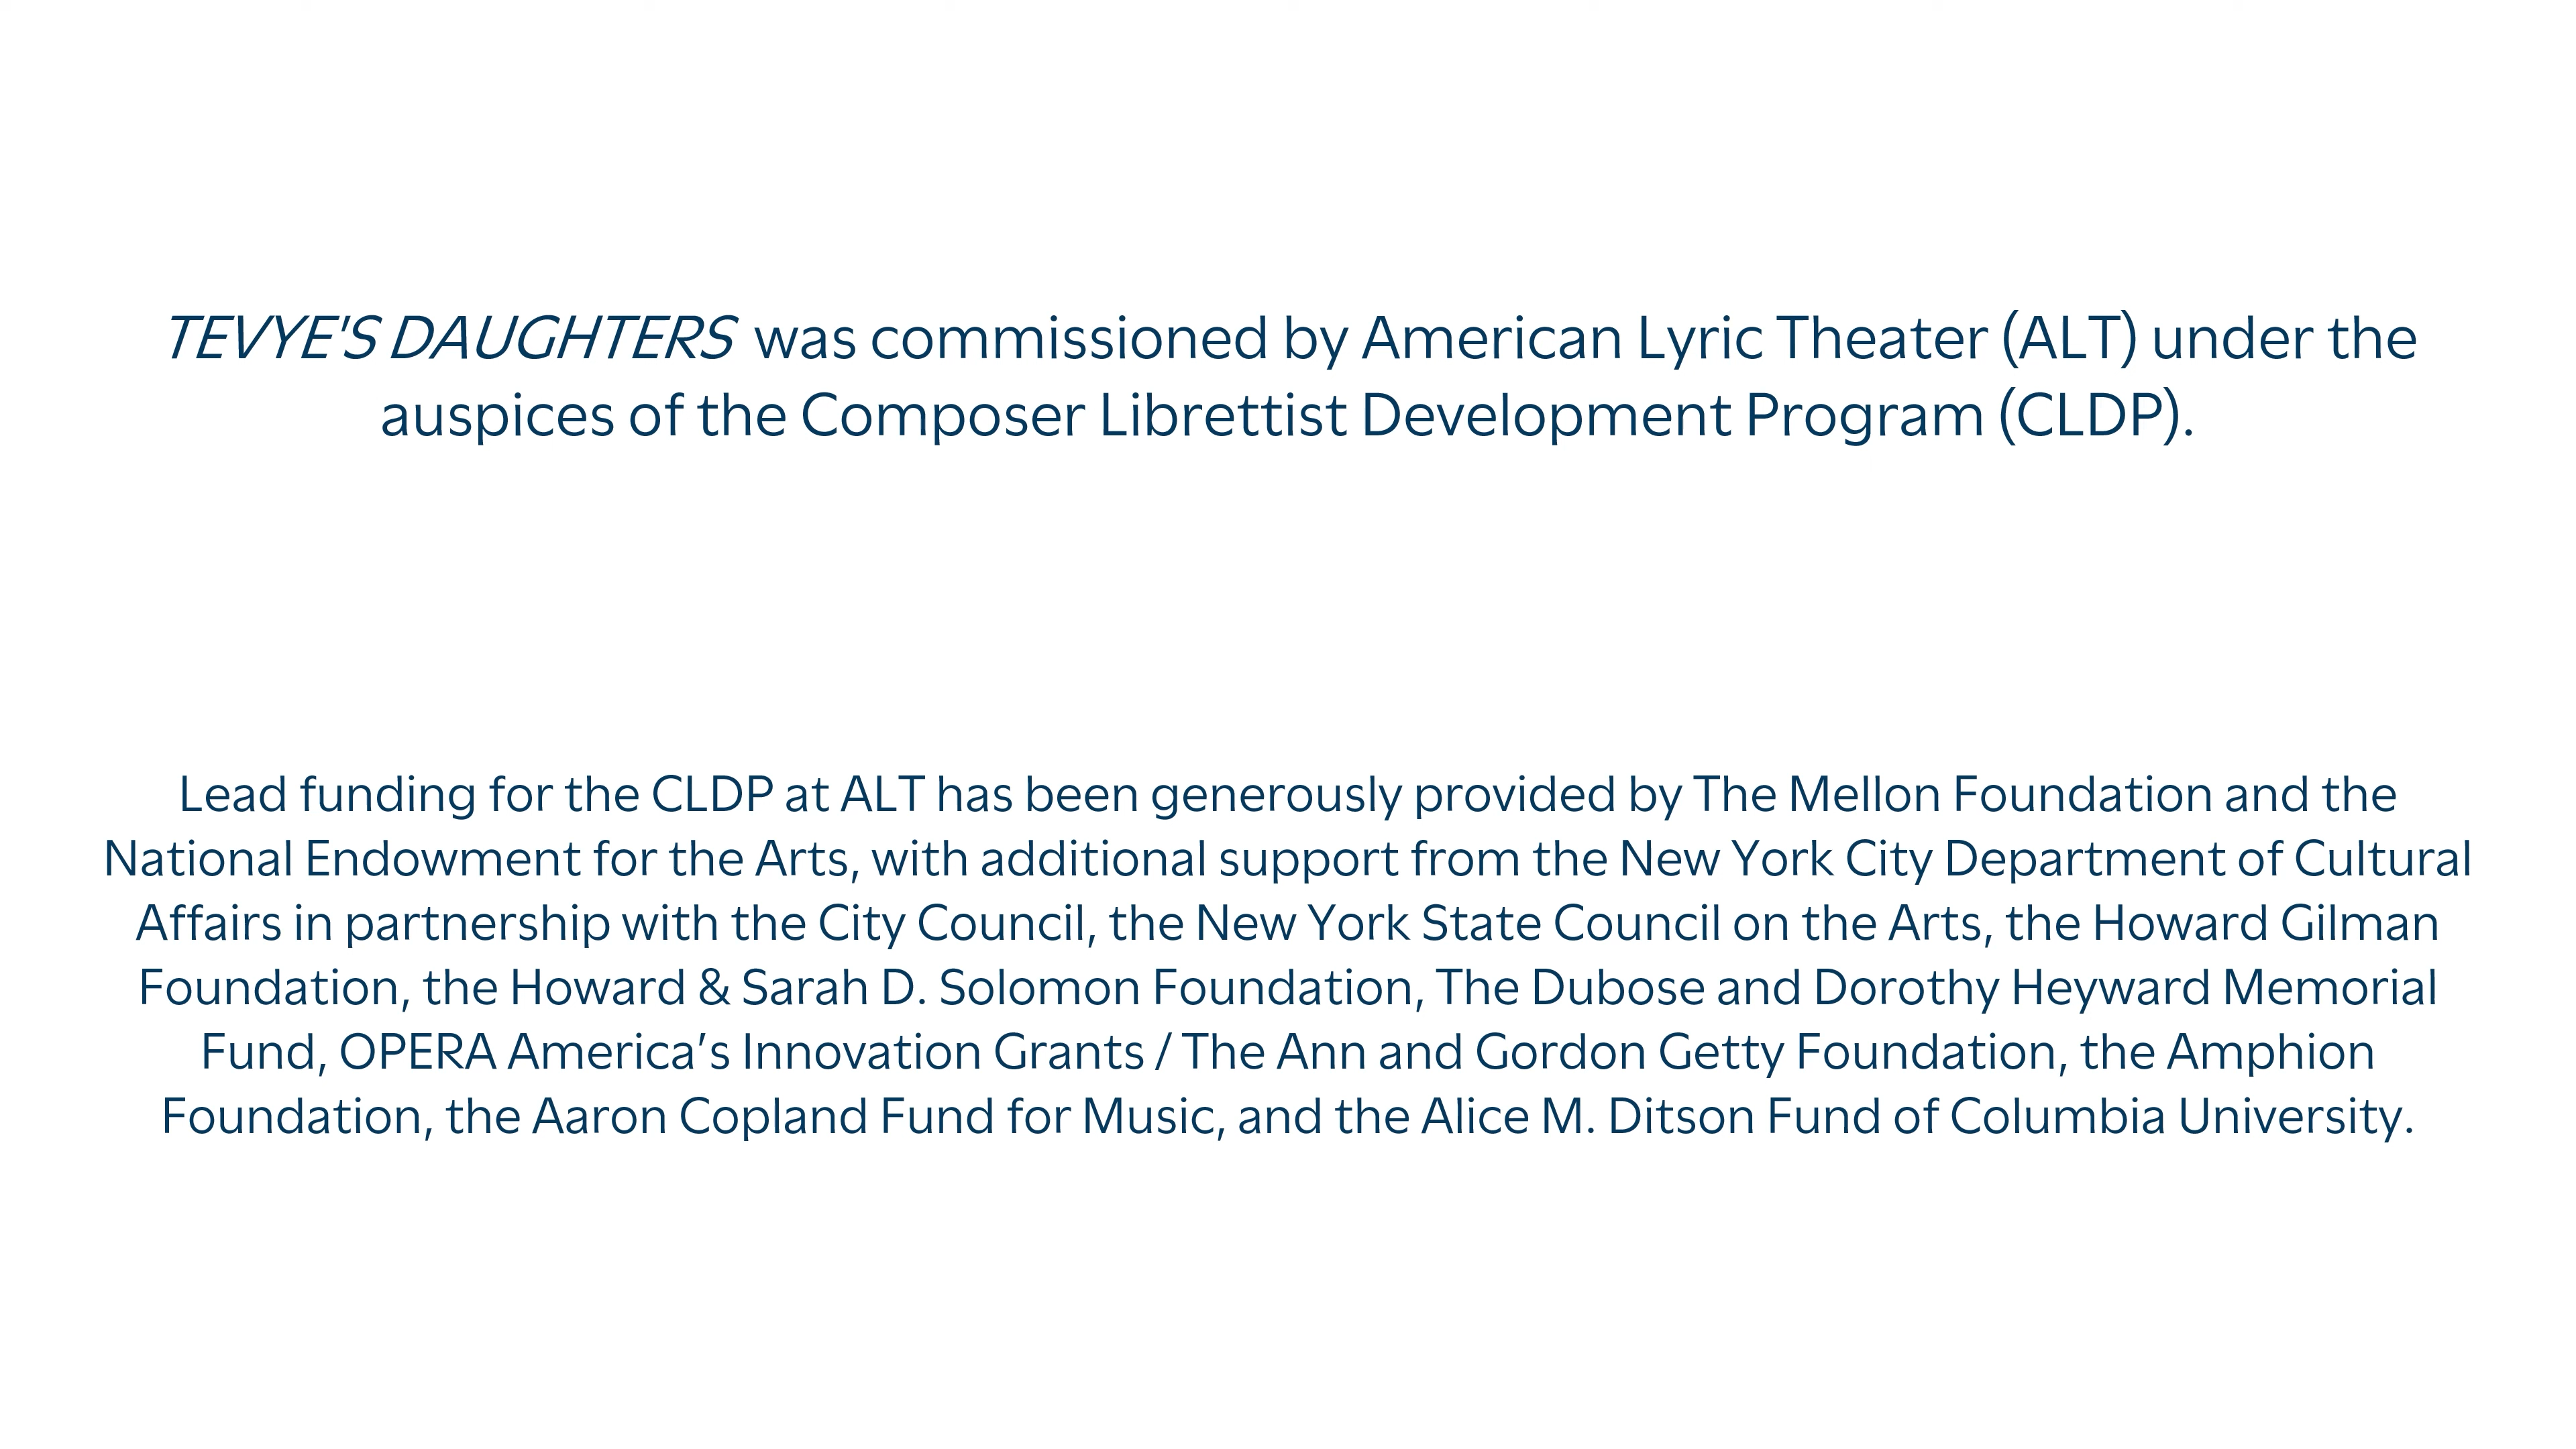 TEVYE'S DAUGHTERS was commissioned by American Lyric Theater (ALT) under the
auspices of the Composer Librettist Development Program (CLDP).
Lead funding for the CLDP at ALT has been generously provided by The Mellon Foundation and the
National Endowment for the Arts, with additional support from the New York City Department of Cultural
Affairs in partnership with the City Council, the New York State Council on the Arts, the Howard Gilman
Foundation, the Howard & Sarah D. Solomon Foundation, The Dubose and Dorothy Heyward Memorial
Fund, OPERA America’s Innovation Grants / The Ann and Gordon Getty Foundation, the Amphion
Foundation, the Aaron Copland Fund for Music, and the Alice M. Ditson Fund of Columbia University.